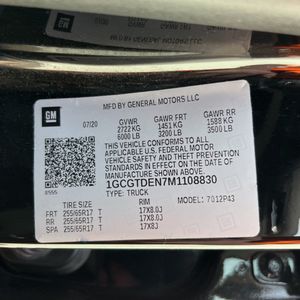 GM
MFD BY GENERAL MOTORS LLC
07/20 GVWR GAWR FRT GAWR RR
2722 KG 1451 KG 1588 KG
6000 LB 3200 LB 3500 LB
THIS VEHICLE CONFORMS TO ALL
APPLICABLE U.S. FEDERAL MOTOR
VEHICLE SAFETY AND THEFT
PREVENTION STANDARDS IN EFFECT
ON THE DATE OF
MANUFACTURE SHOWN ABOVE.
1GCGTDEN7M1108830
TYPE: TRUCK
MODEL: 7012P43
TIRE SIZE RIM
FRT 255/65R17 T 17X8.0J
RR 255/65R17 T 17X8.0J
SPA 255/65R17 T 17X8J